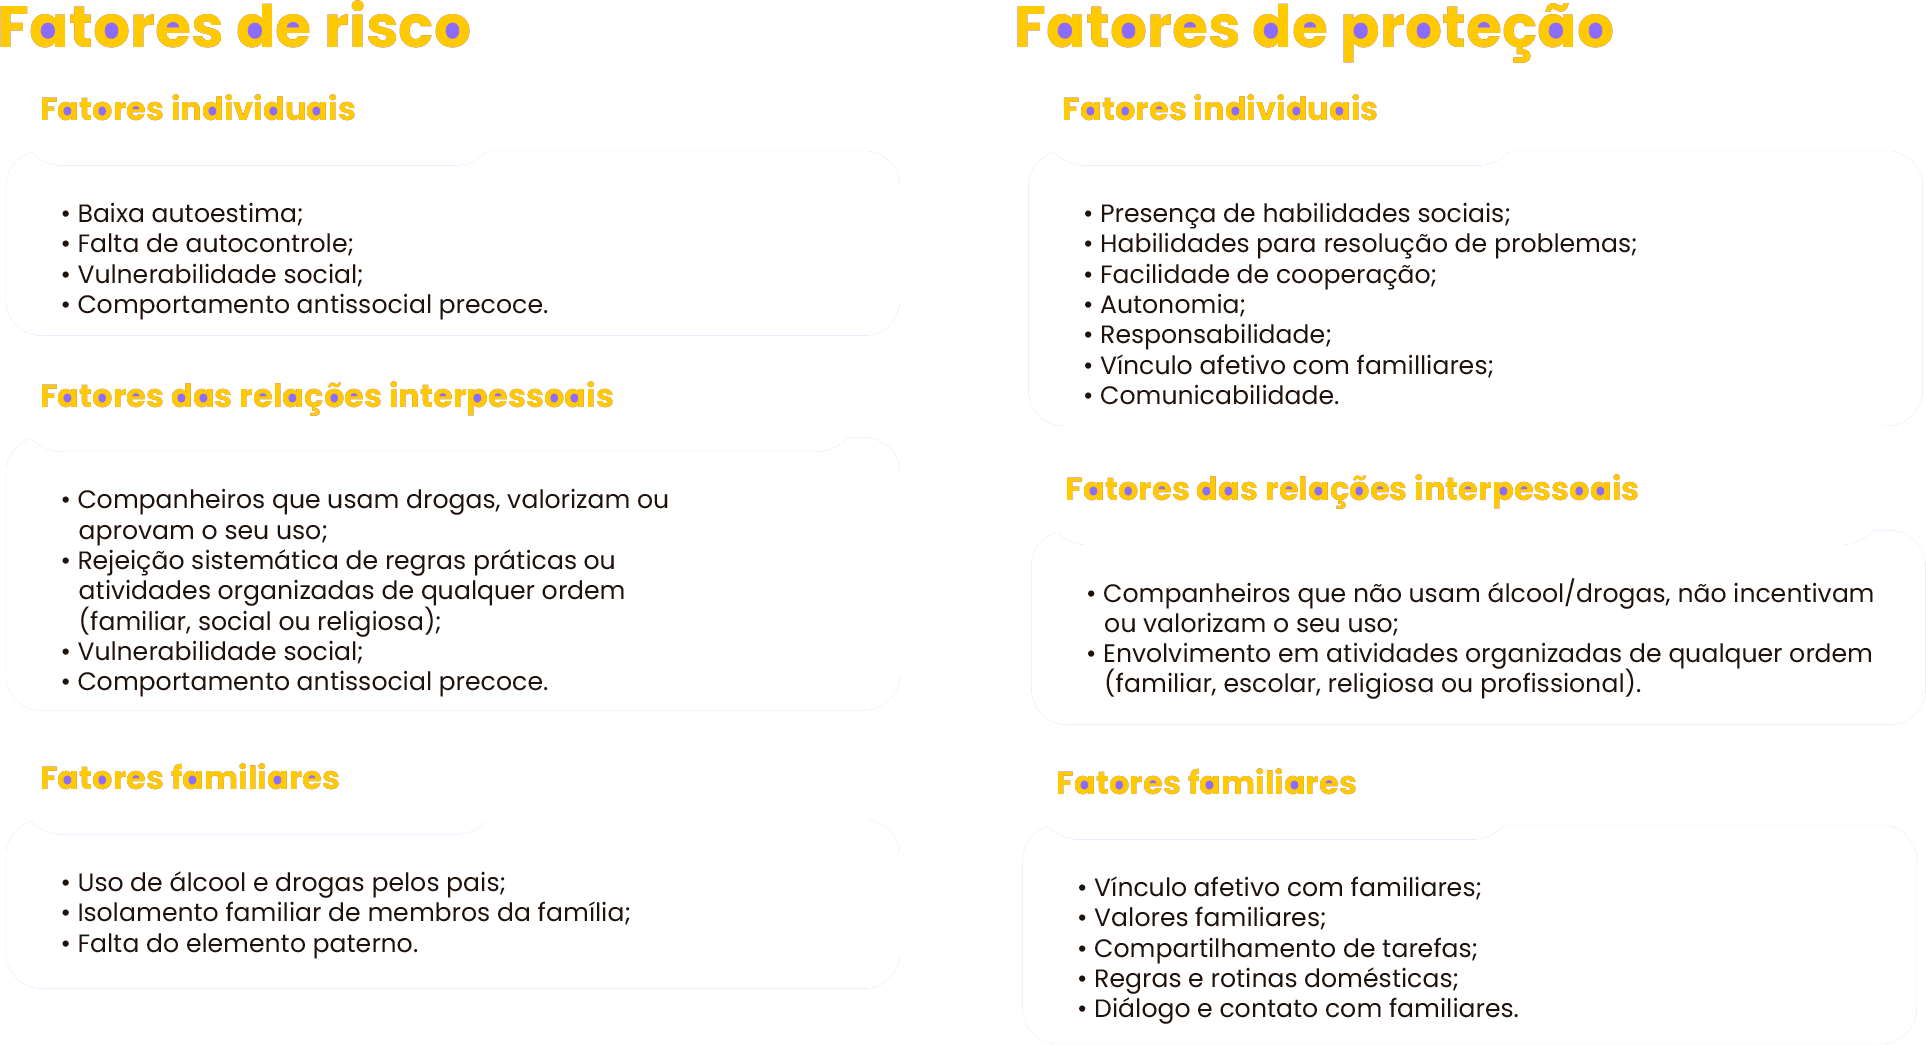 Fatores de risco
Fatores individuais
• Baixa autoestima;
• Falta de autocontrole;
• Vulnerabilidade social;
• Comportamento antissocial precoce.
Fatores das relações interpessoais
• Companheiros que usam drogas, valorizam ou
aprovam o seu uso;
• Rejeição sistemática de regras práticas ou
atividades organizadas de qualquer ordem
(familiar, social ou religiosa);
• Vulnerabilidade social;
• Comportamento antissocial precoce.
Fatores familiares
• Uso de álcool e drogas pelos pais;
• Isolamento familiar de membros da família;
• Falta do elemento paterno.
Fatores de proteção
Fatores individuais
• Presença de habilidades sociais;
• Habilidades para resolução de problemas;
• Facilidade de cooperação;
• Autonomia;
• Responsabilidade;
• Vínculo afetivo com familliares;
• Comunicabilidade.
Fatores das relações interpessoais
• Companheiros que não usam álcool/drogas, não incentivam
ou valorizam o seu uso;
• Envolvimento em atividades organizadas de qualquer ordem
(familiar, escolar, religiosa ou profissional).
Fatores familiares
• Vínculo afetivo com familiares;
• Valores familiares;
• Compartilhamento de tarefas;
• Regras e rotinas domésticas;
• Diálogo e contato com familiares.